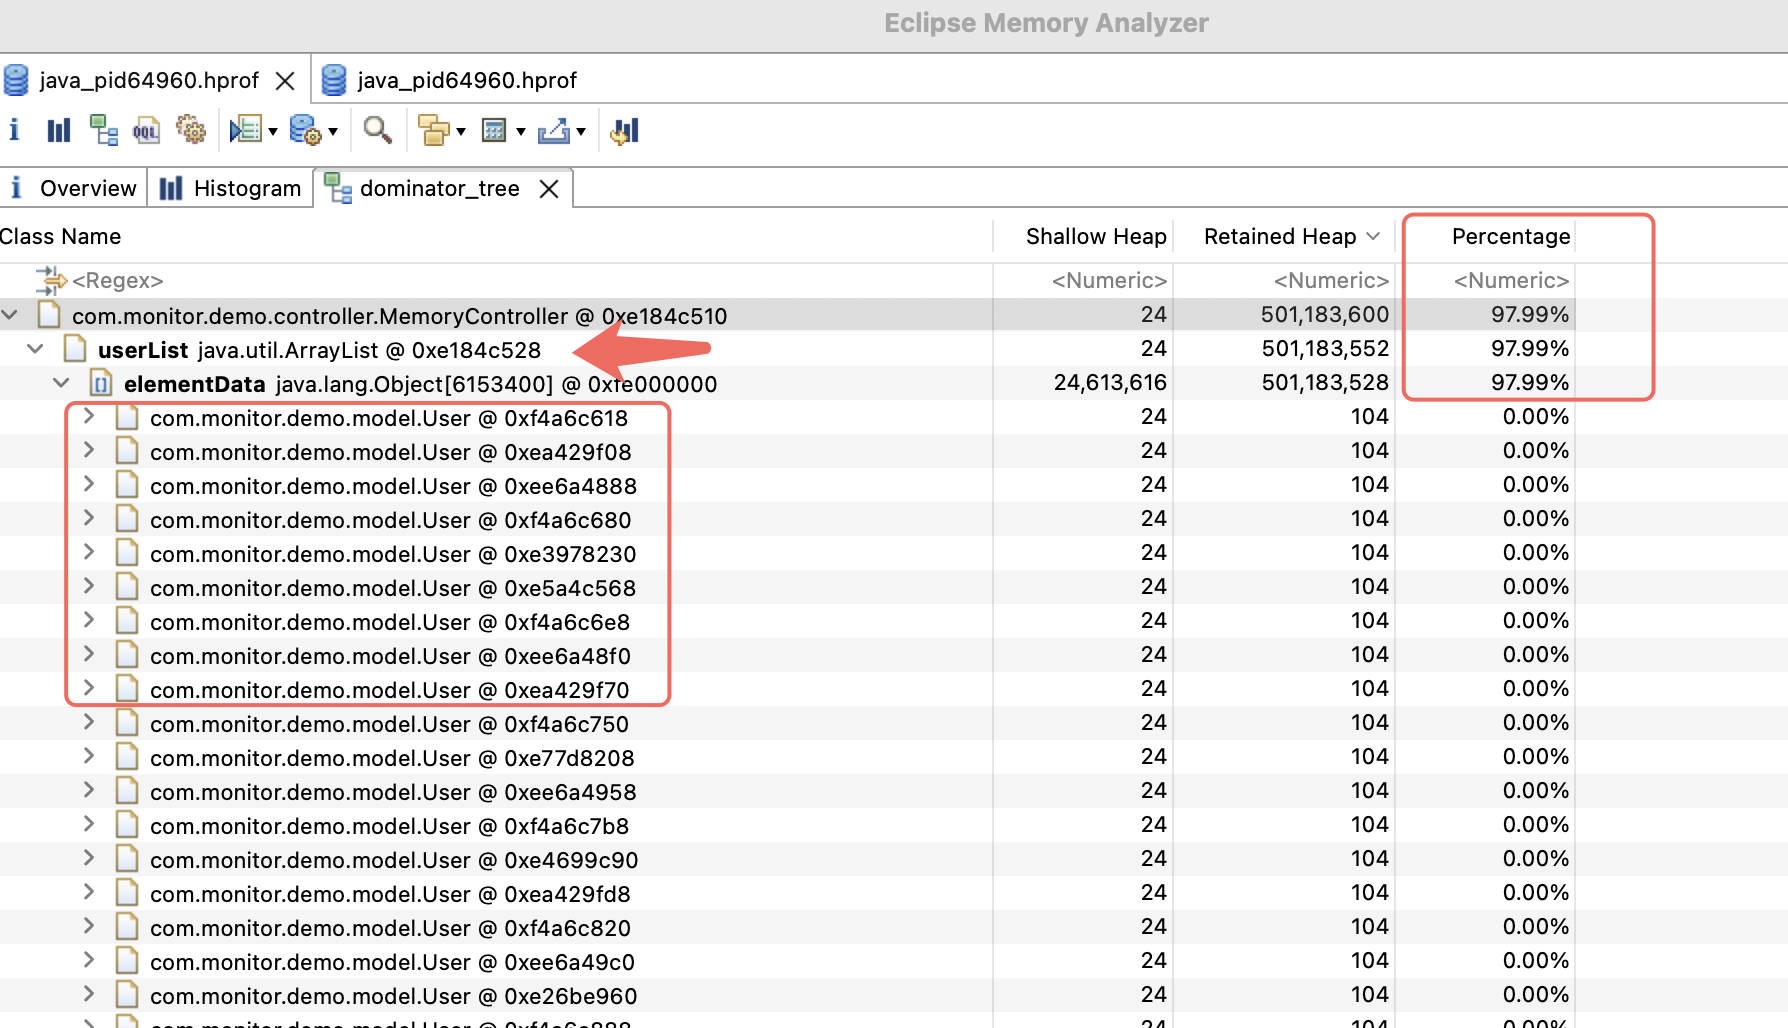 Eclipse Memory Analyzer
java_pid64960.hprof java_pid64960.hprof
i OQL
i Overview Histogram dominator_tree
Class Name Shallow Heap Retained Heap Percentage
<Regex> <Numeric> <Numeric> <Numeric>
com.monitor.demo.controller.MemoryController @ 0xe184c510 24 501,183,600 97.99%
userList java.util.ArrayList @ 0xe184c528 24 501,183,552 97.99%
elementData java.lang.Object[6153400] @ 0xfe000000 24,613,616 501,183,528 97.99%
com.monitor.demo.model.User @ 0xf4a6c618 24 104 0.00%
com.monitor.demo.model.User @ 0xea429f08 24 104 0.00%
com.monitor.demo.model.User @ 0xee6a4888 24 104 0.00%
com.monitor.demo.model.User @ 0xf4a6c680 24 104 0.00%
com.monitor.demo.model.User @ 0xe3978230 24 104 0.00%
com.monitor.demo.model.User @ 0xe5a4c568 24 104 0.00%
com.monitor.demo.model.User @ 0xf4a6c6e8 24 104 0.00%
com.monitor.demo.model.User @ 0xee6a48f0 24 104 0.00%
com.monitor.demo.model.User @ 0xea429f70 24 104 0.00%
com.monitor.demo.model.User @ 0xf4a6c750 24 104 0.00%
com.monitor.demo.model.User @ 0xe77d8208 24 104 0.00%
com.monitor.demo.model.User @ 0xee6a4958 24 104 0.00%
com.monitor.demo.model.User @ 0xf4a6c7b8 24 104 0.00%
com.monitor.demo.model.User @ 0xe4699c90 24 104 0.00%
com.monitor.demo.model.User @ 0xea429fd8 24 104 0.00%
com.monitor.demo.model.User @ 0xf4a6c820 24 104 0.00%
com.monitor.demo.model.User @ 0xee6a49c0 24 104 0.00%
com.monitor.demo.model.User @ 0xe26be960 24 104 0.00%
com.monitor.demo.model.User @ 0xf4a6c888 24 104 0.00%